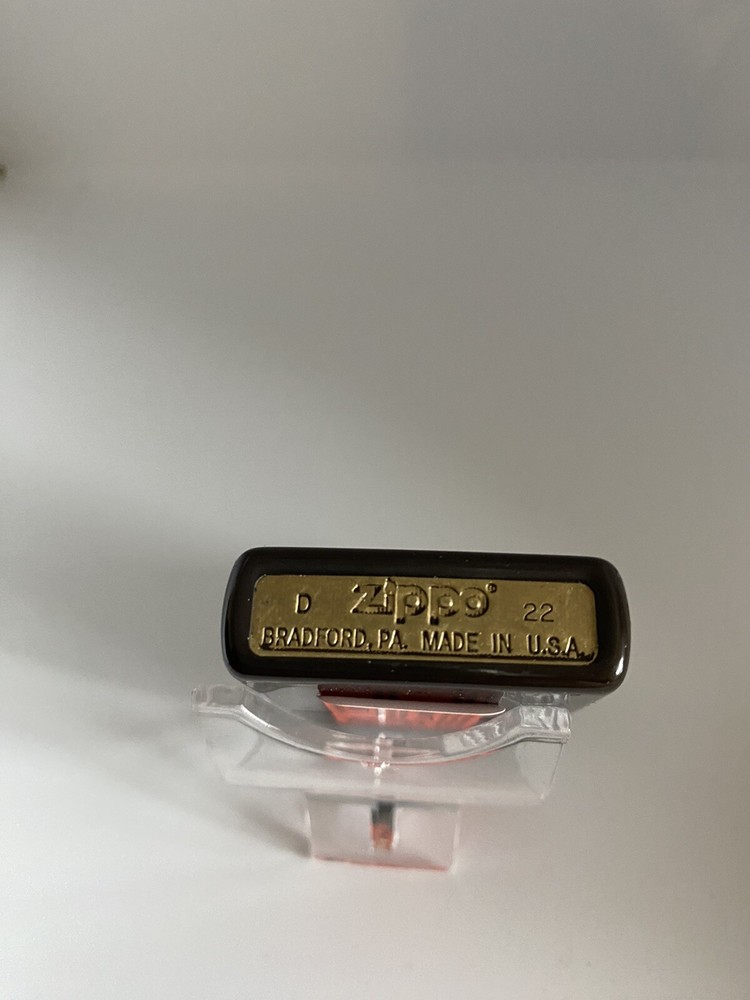 D Zippo® 22
BRADFORD, PA. MADE IN U.S.A.